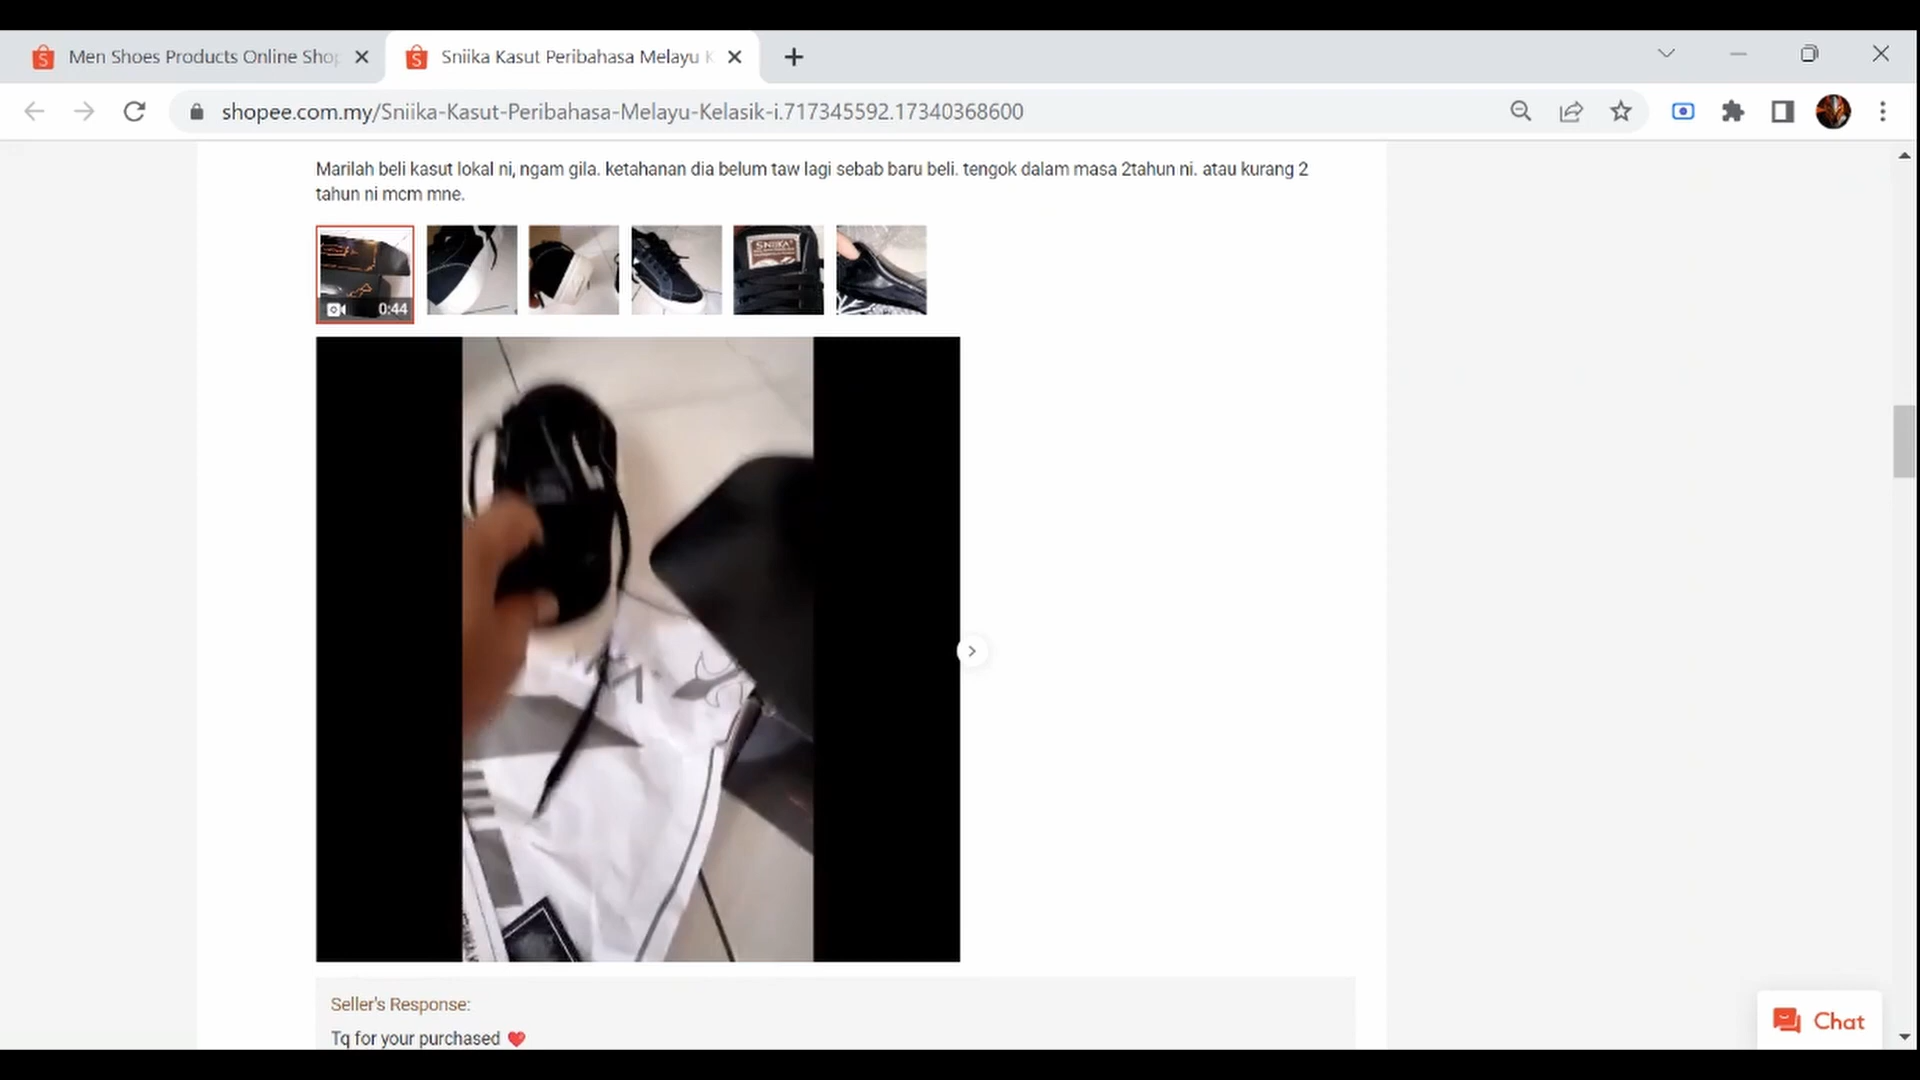 Men Shoes Products Online Shop
Sniika Kasut Peribahasa Melayu K
shopee.com.my/Sniika-Kasut-Peribahasa-Melayu-Kelasik-i.717345592.17340368600
Marilah beli kasut lokal ni, ngam gila. ketahanan dia belum taw lagi sebab baru beli. tengok dalam masa 2tahun ni. atau kurang 2
tahun ni mcm mne.
0:44
SNIIKA
Seller's Response:
Tq for your purchased ❤
Chat